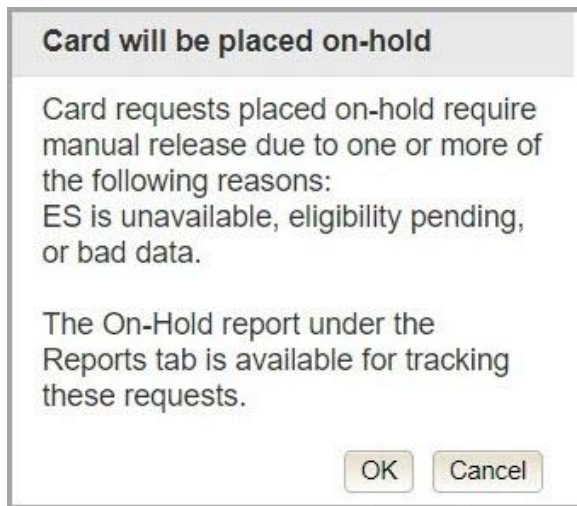 Card will be placed on-hold
Card requests placed on-hold require
manual release due to one or more of
the following reasons:
ES is unavailable, eligibility pending,
or bad data.
The On-Hold report under the
Reports tab is available for tracking
these requests.
OK Cancel